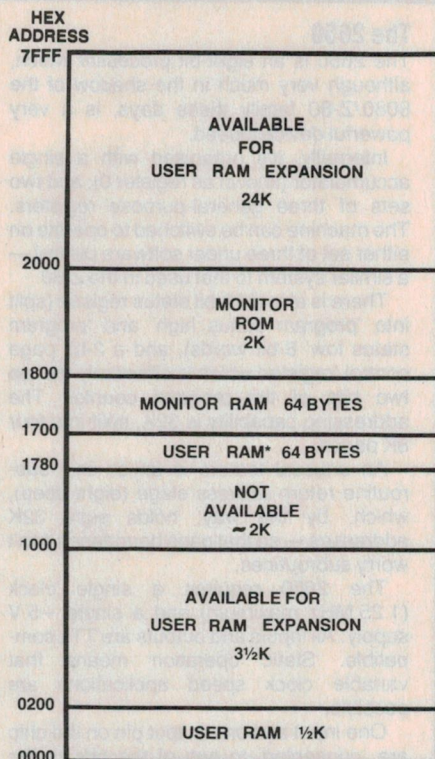 HEX
ADDRESS
7FFF
AVAILABLE
FOR
USER RAM EXPANSION
24K
2000
MONITOR
ROM
2K
1800
MONITOR RAM 64 BYTES
1700
USER RAM* 64 BYTES
1780
NOT
AVAILABLE
≃ 2K
1000
AVAILABLE FOR
USER RAM EXPANSION
3½K
0200
USER RAM ½K
0000